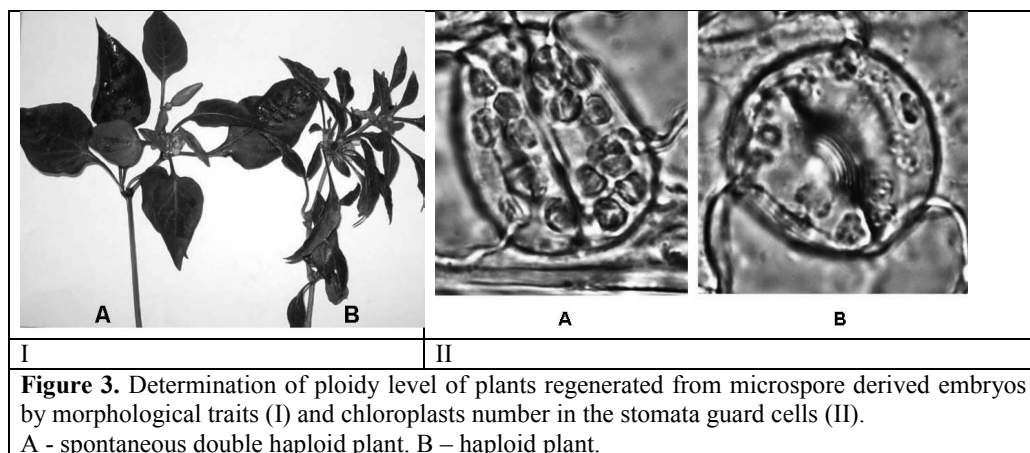 A
B
A
B
I
II
Figure 3. Determination of ploidy level of plants regenerated from microspore derived embryos
by morphological traits (I) and chloroplasts number in the stomata guard cells (II).
A - spontaneous double haploid plant. B – haploid plant.